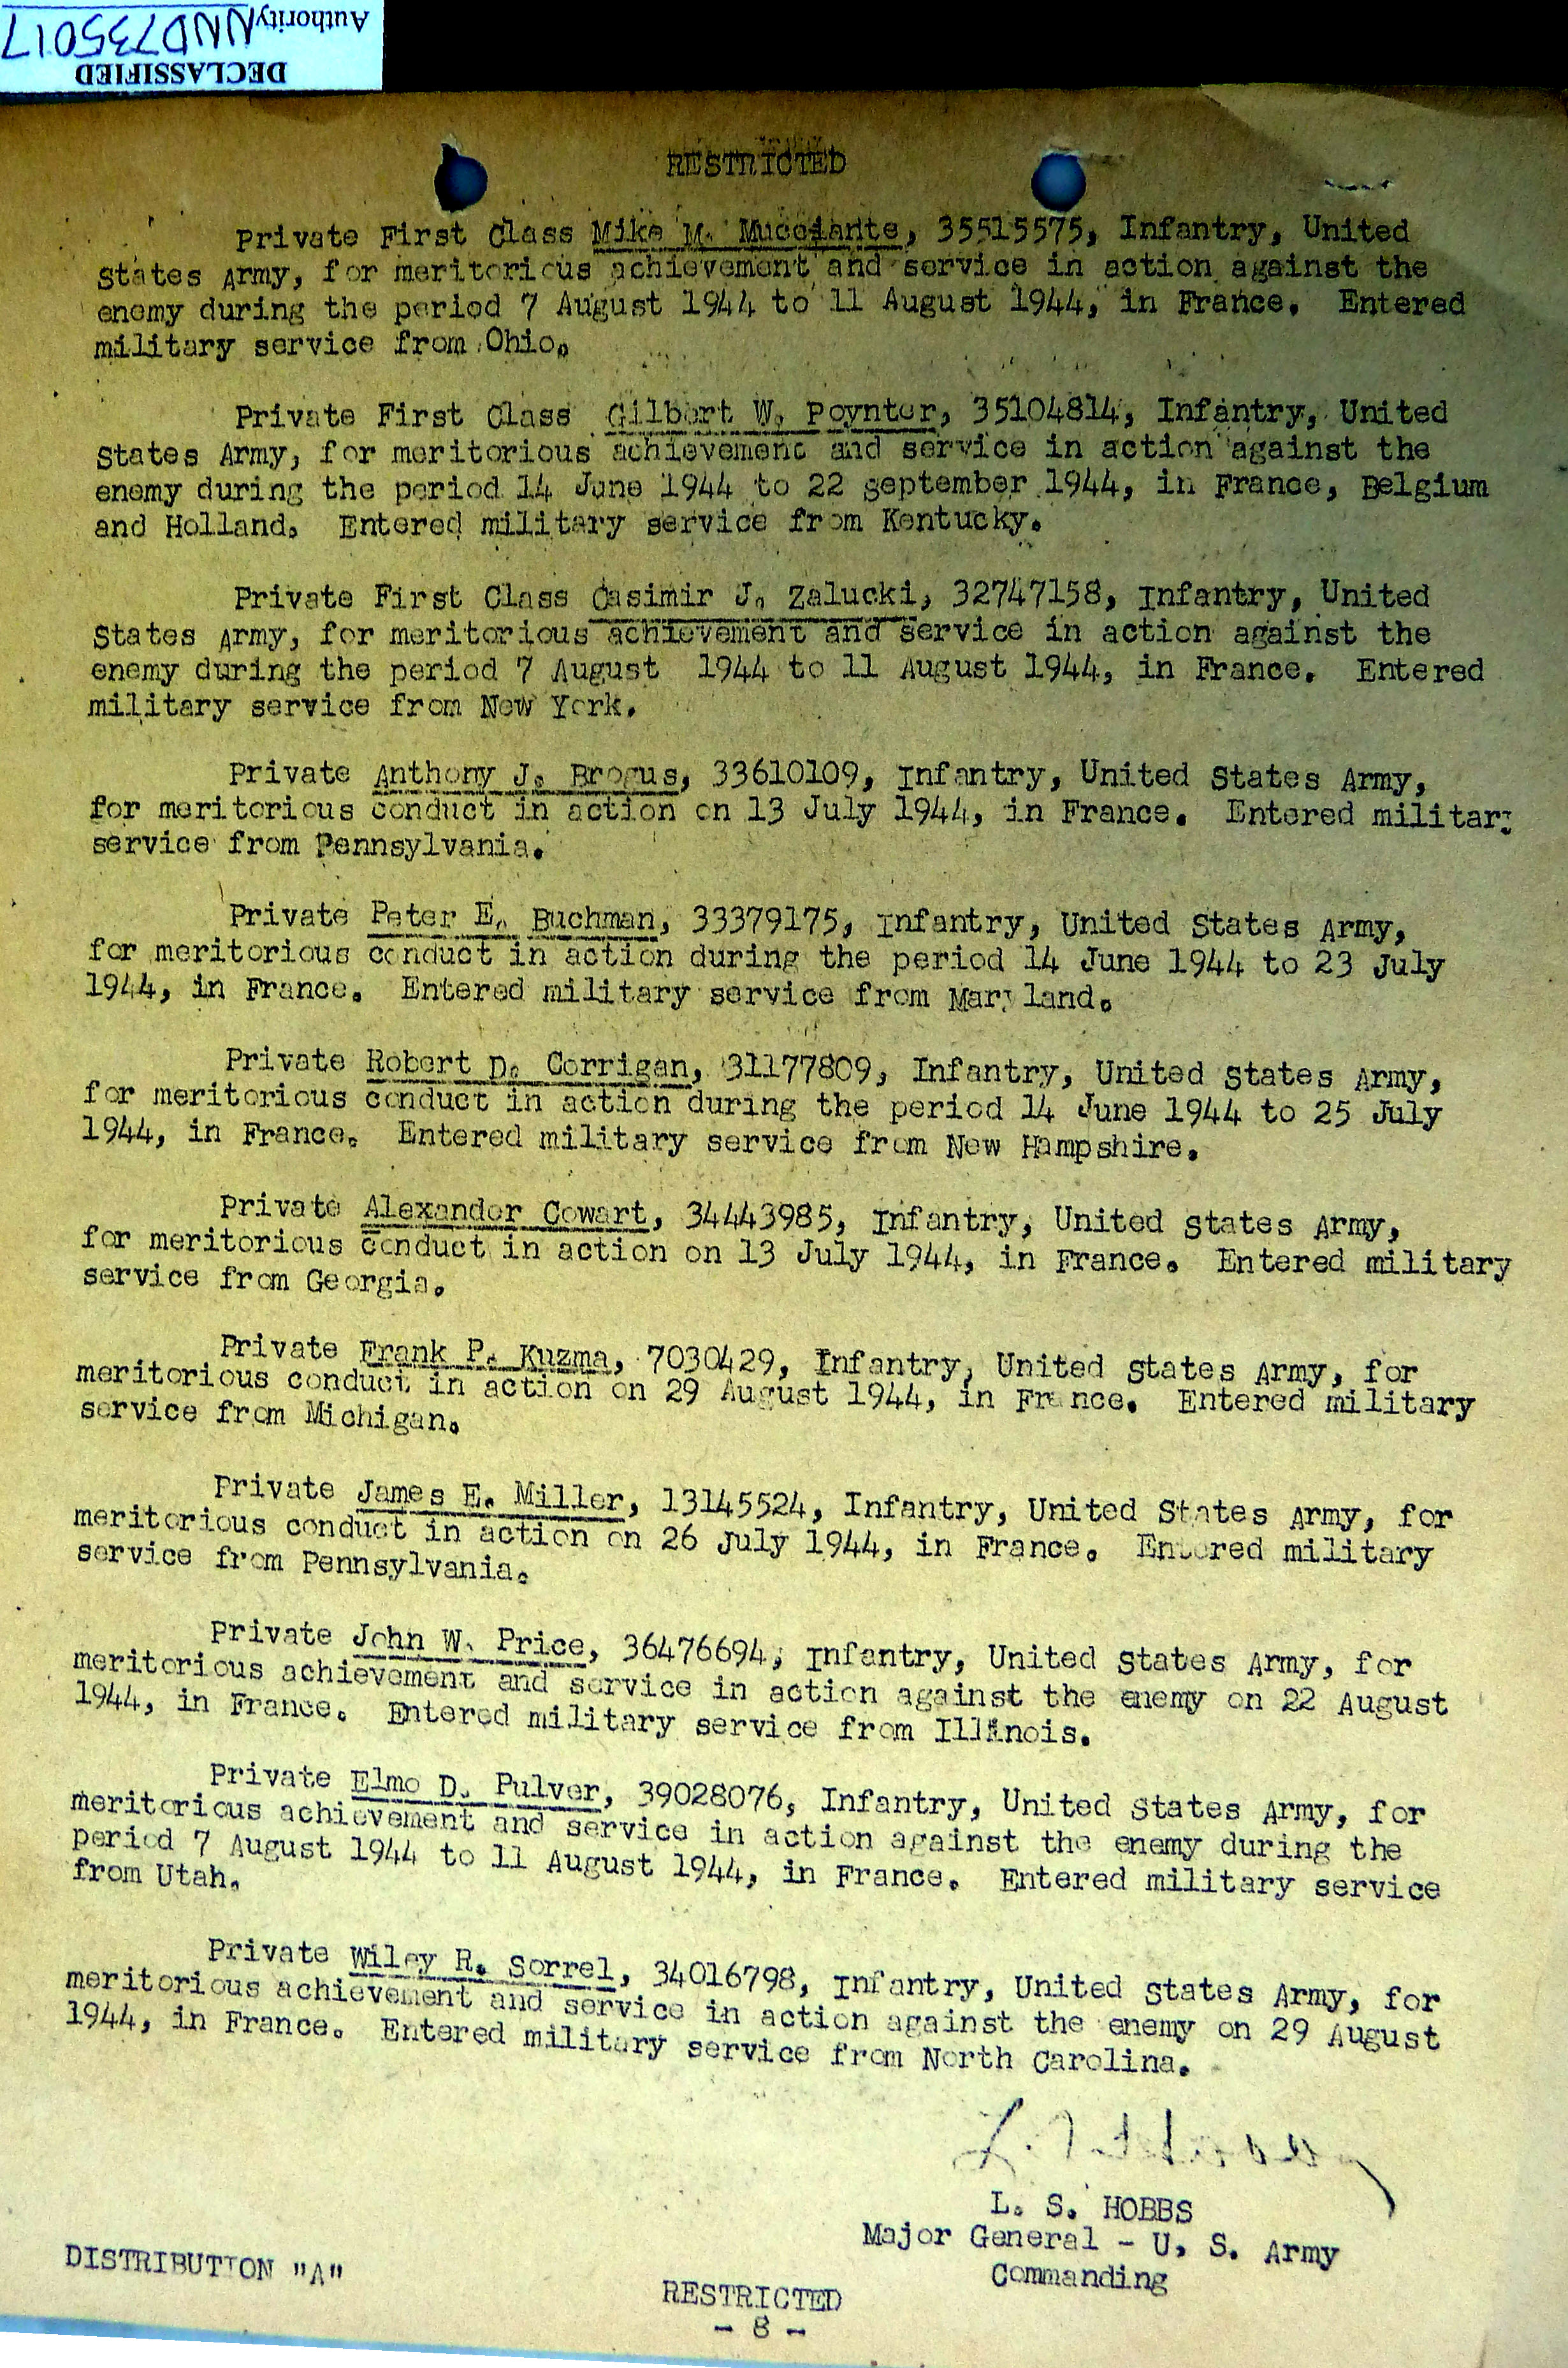 DECLASSIFIED
Authority NND735017
RESTRICTED
Private First Class Mike M. Mucciante, 35515575, Infantry, United
States Army, for meritorious achievement and service in action against the
enemy during the period 7 August 1944 to 11 August 1944, in France. Entered
military service from Ohio.
Private First Class Gilbert W. Poynter, 35104814, Infantry, United
States Army, for meritorious achievement and service in action against the
enemy during the period 14 June 1944 to 22 September 1944, in France, Belgium
and Holland. Entered military service from Kentucky.
Private First Class Casimir J. Zalucki, 32747158, Infantry, United
States Army, for meritorious achievement and service in action against the
enemy during the period 7 August 1944 to 11 August 1944, in France. Entered
military service from New York.
Private Anthony J. Brogus, 33610109, Infantry, United States Army,
for meritorious conduct in action on 13 July 1944, in France. Entered military
service from Pennsylvania.
Private Peter E. Buchman, 33379175, Infantry, United States Army,
for meritorious conduct in action during the period 14 June 1944 to 23 July
1944, in France. Entered military service from Maryland.
Private Robert D. Corrigan, 31177809, Infantry, United States Army,
for meritorious conduct in action during the period 14 June 1944 to 25 July
1944, in France. Entered military service from New Hampshire.
Private Alexander Cowart, 34443985, Infantry, United States Army,
for meritorious conduct in action on 13 July 1944, in France. Entered military
service from Georgia.
Private Frank P. Kuzma, 7030429, Infantry, United States Army, for
meritorious conduct in action on 29 August 1944, in France. Entered military
service from Michigan.
Private James E. Miller, 13145524, Infantry, United States Army, for
meritorious conduct in action on 26 July 1944, in France. Entered military
service from Pennsylvania.
Private John W. Price, 36476694, Infantry, United States Army, for
meritorious achievement and service in action against the enemy on 22 August
1944, in France. Entered military service from Illinois.
Private Elmo D. Pulver, 39028076, Infantry, United States Army, for
meritorious achievement and service in action against the enemy during the
period 7 August 1944 to 11 August 1944, in France. Entered military service
from Utah.
Private Wiley R. Sorrel, 34016798, Infantry, United States Army, for
meritorious achievement and service in action against the enemy on 29 August
1944, in France. Entered military service from North Carolina.
L. S. HOBBS
Major General - U. S. Army
Commanding
DISTRIBUTION "A"
RESTRICTED
- 8 -